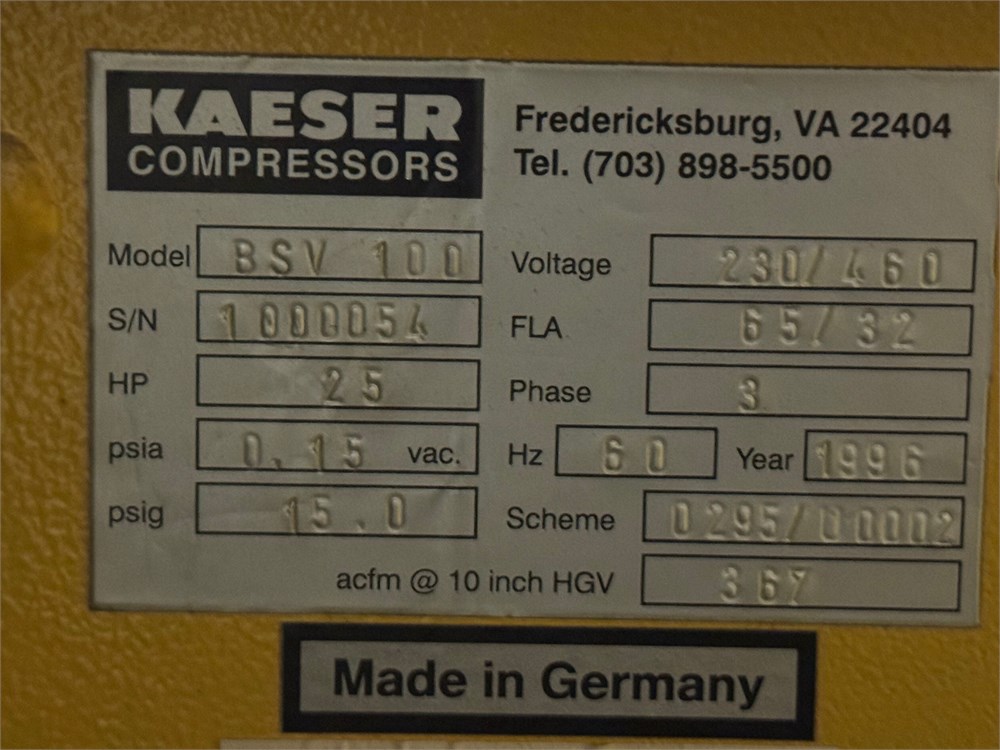 KAESER
COMPRESSORS
Fredericksburg, VA 22404
Tel. (703) 898-5500
Model BSV 100
Voltage 230/460
S/N 1000054
FLA 65/32
HP 25
Phase 3
psia 0.15 vac.
Hz 60 Year 1996
psig 15.0
Scheme 0295/00002
acfm @ 10 inch HGV 367
Made in Germany